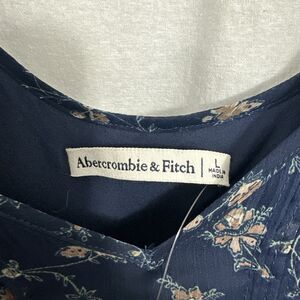 Abercrombie & Fitch
L
MADE IN
INDIA